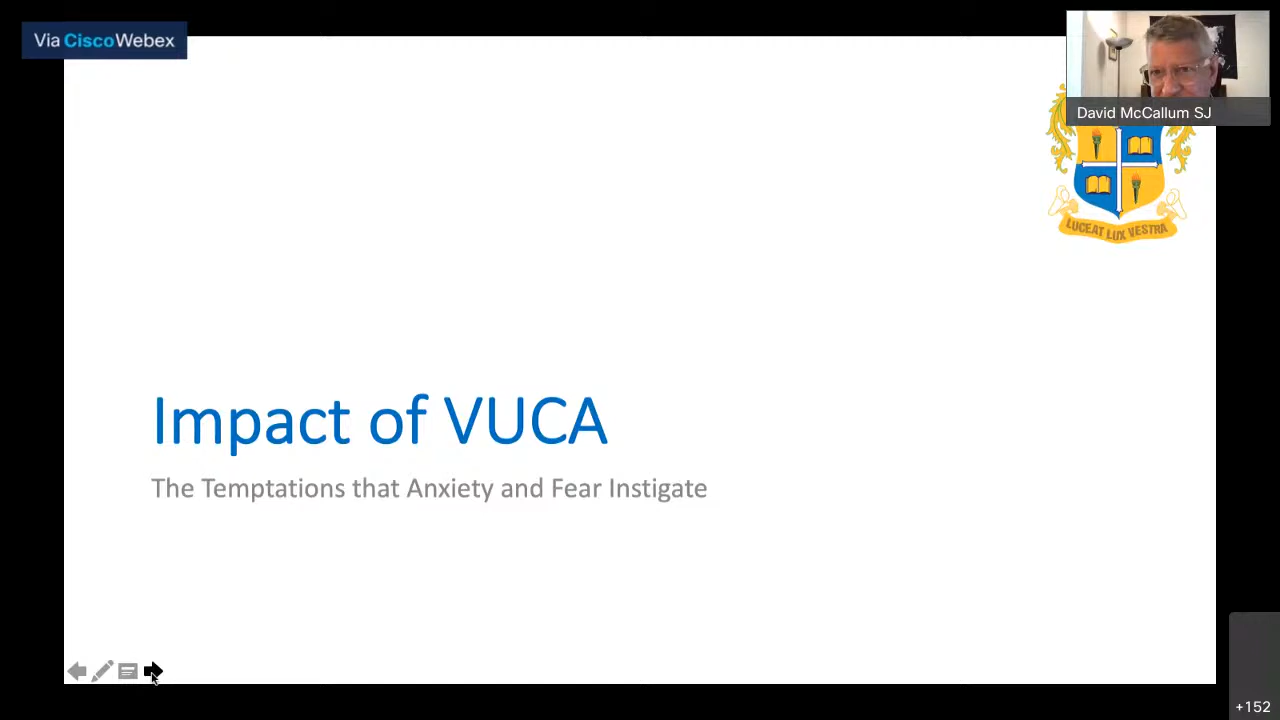 Via CiscoWebex
David McCallum SJ
LUCEAT LUX VESTRA
Impact of VUCA
The Temptations that Anxiety and Fear Instigate
+152